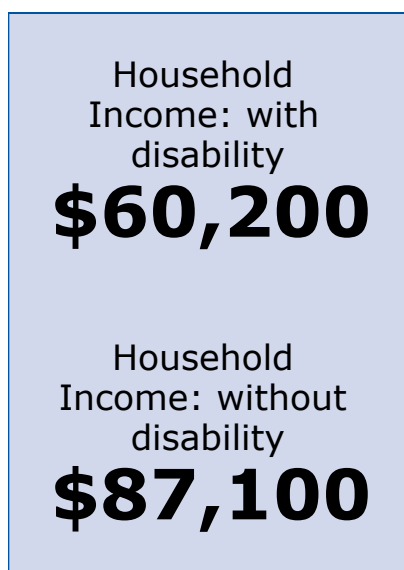 Household
Income: with
disability
$60,200
Household
Income: without
disability
$87,100